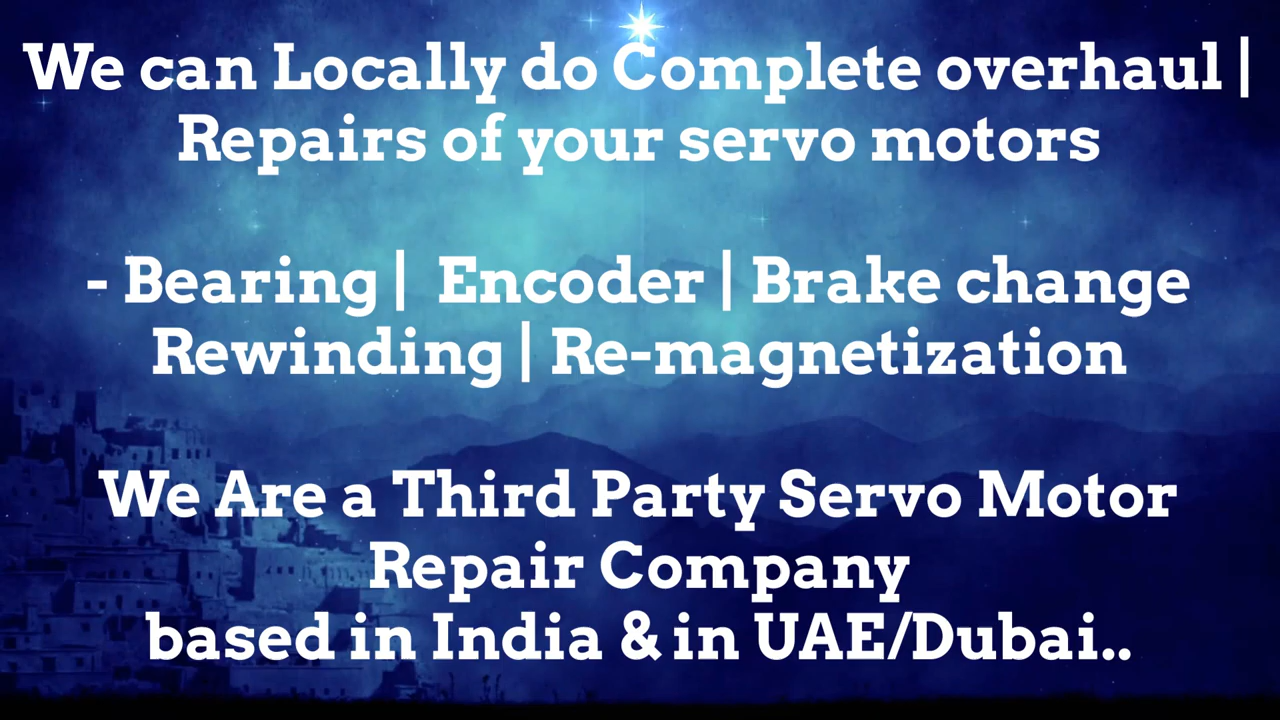 We can Locally do Complete overhaul |
Repairs of your servo motors
- Bearing | Encoder | Brake change
Rewinding | Re-magnetization
We Are a Third Party Servo Motor
Repair Company
based in India & in UAE/Dubai..